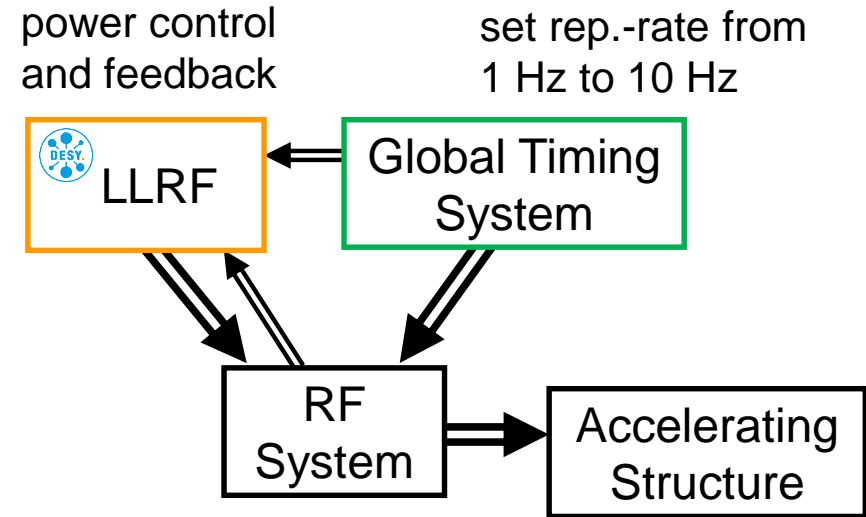 power control
and feedback
set rep.-rate from
1 Hz to 10 Hz
DESY.
LLRF
Global Timing
System
RF
System
Accelerating
Structure